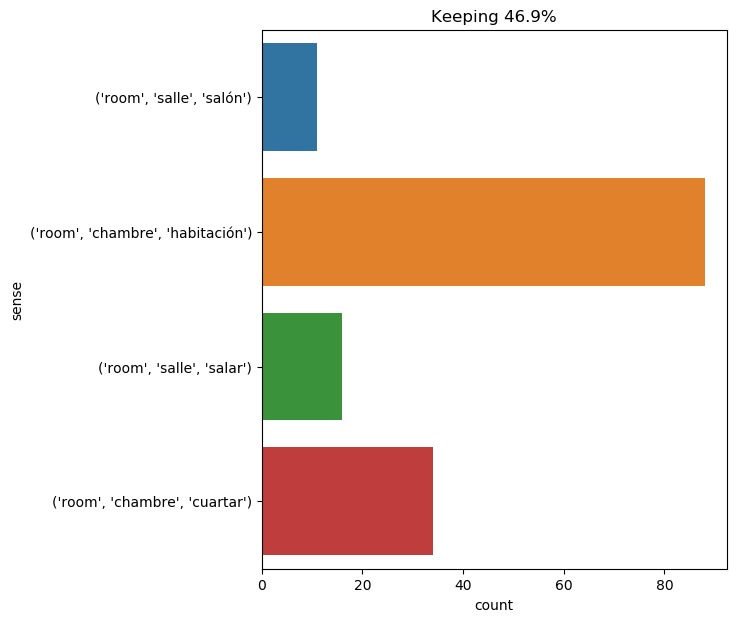 Keeping 46.9%
('room', 'salle', 'salón')
('room', 'chambre', 'habitación')
('room', 'salle', 'salar')
('room', 'chambre', 'cuartar')
sense
0 20 40 60 80
count